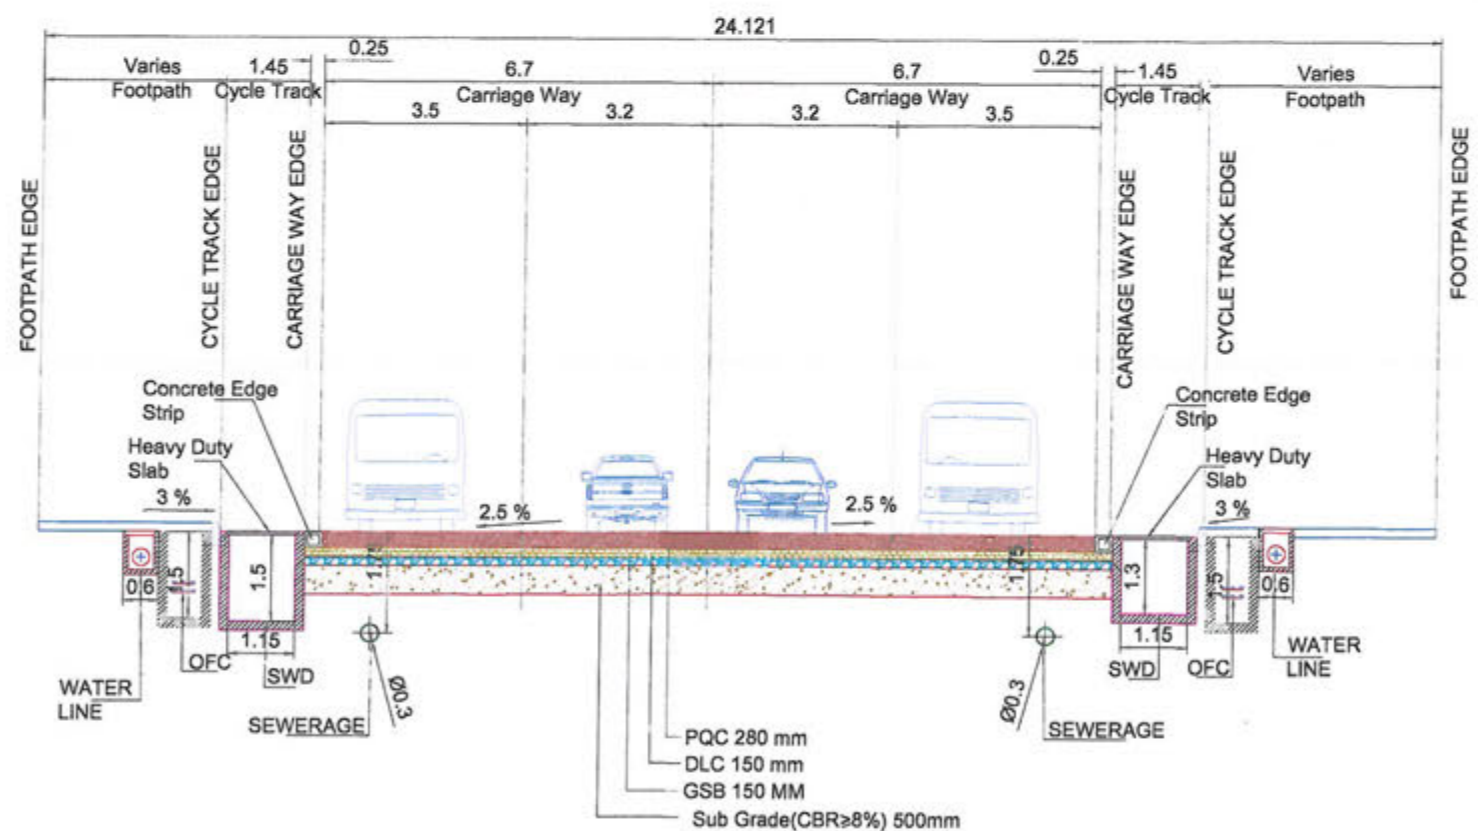 24.121
0.25
0.25
Varies
1.45
6.7
6.7
1.45
Varies
Footpath
Cycle Track
Carriage Way
Carriage Way
Cycle Track
Footpath
3.5
3.2
3.2
3.5
FOOTPATH EDGE
CYCLE TRACK EDGE
CARRIAGE WAY EDGE
CARRIAGE WAY EDGE
CYCLE TRACK EDGE
FOOTPATH EDGE
Concrete Edge
Strip
Heavy Duty
Slab
3 %
2.5 %
2.5 %
Concrete Edge
Strip
Heavy Duty
Slab
3 %
1.5
1.75
1.3
0.6
0.6
1.15
1.15
OFC
SWD
WATER
LINE
SEWERAGE
Ø0.3
Ø0.3
SEWERAGE
SWD
OFC
WATER
LINE
PQC 280 mm
DLC 150 mm
GSB 150 MM
Sub Grade(CBR≥8%) 500mm